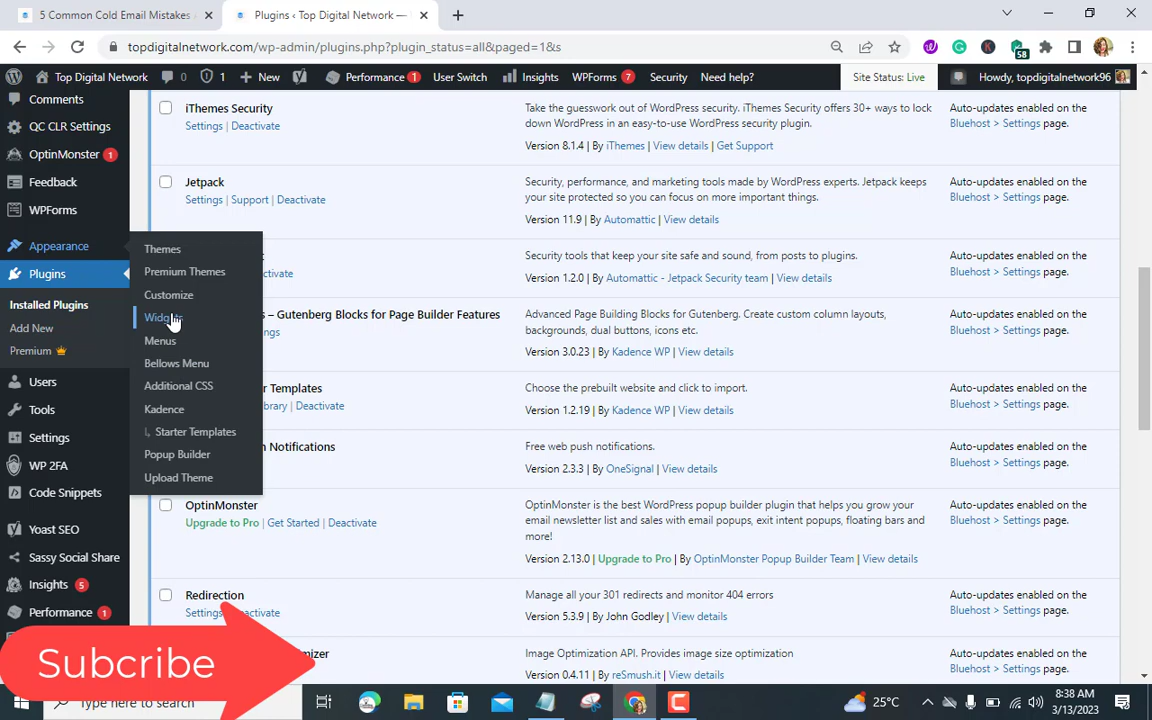 5 Common Cold Email Mistakes
Plugins ‹ Top Digital Network —
topdigitalnetwork.com/wp-admin/plugins.php?plugin_status=all&paged=1&s
58
Top Digital Network 0 1 New Performance 1 User Switch Insights WPForms 7 Security Need help? Site Status: Live Howdy, topdigitalnetwork96
Comments
QC CLR Settings
OptinMonster 1
Feedback
WPForms
Appearance
Plugins
Installed Plugins
Add New
Premium
Users
Tools
Settings
WP 2FA
Code Snippets
Yoast SEO
Sassy Social Share
Insights 5
Performance 1
Themes
Premium Themes
Customize
Widgets
Menus
Bellows Menu
Additional CSS
Kadence
Starter Templates
Popup Builder
Upload Theme
iThemes Security
Settings | Deactivate
Take the guesswork out of WordPress security. iThemes Security offers 30+ ways to lock
down WordPress in an easy-to-use WordPress security plugin.
Version 8.1.4 | By iThemes | View details | Get Support
Auto-updates enabled on the
Bluehost > Settings page.
Jetpack
Settings | Support | Deactivate
Security, performance, and marketing tools made by WordPress experts. Jetpack keeps
your site protected so you can focus on more important things.
Version 11.9 | By Automattic | View details
Auto-updates enabled on the
Bluehost > Settings page.
Security tools that keep your site safe and sound, from posts to plugins.
Version 1.2.0 | By Automattic - Jetpack Security team | View details
Auto-updates enabled on the
Bluehost > Settings page.
– Gutenberg Blocks for Page Builder Features
Advanced Page Building Blocks for Gutenberg. Create custom column layouts,
backgrounds, dual buttons, icons etc.
Version 3.0.23 | By Kadence WP | View details
Auto-updates enabled on the
Bluehost > Settings page.
Templates
| Deactivate
Choose the prebuilt website and click to import.
Version 1.2.19 | By Kadence WP | View details
Auto-updates enabled on the
Bluehost > Settings page.
Notifications
Free web push notifications.
Version 2.3.3 | By OneSignal | View details
Auto-updates enabled on the
Bluehost > Settings page.
OptinMonster
Upgrade to Pro | Get Started | Deactivate
OptinMonster is the best WordPress popup builder plugin that helps you grow your
email newsletter list and sales with email popups, exit intent popups, floating bars and
more!
Version 2.13.0 | Upgrade to Pro | By OptinMonster Popup Builder Team | View details
Auto-updates enabled on the
Bluehost > Settings page.
Redirection
Settings
Manage all your 301 redirects and monitor 404 errors
Version 5.3.9 | By John Godley | View details
Auto-updates enabled on the
Bluehost > Settings page.
Image Optimization API. Provides image size optimization
Version 0.4.11 | By reSmush.it | View details
Auto-updates enabled on the
Bluehost > Settings page.
Subcribe
Type here to search
25°C
8:38 AM
3/13/2023